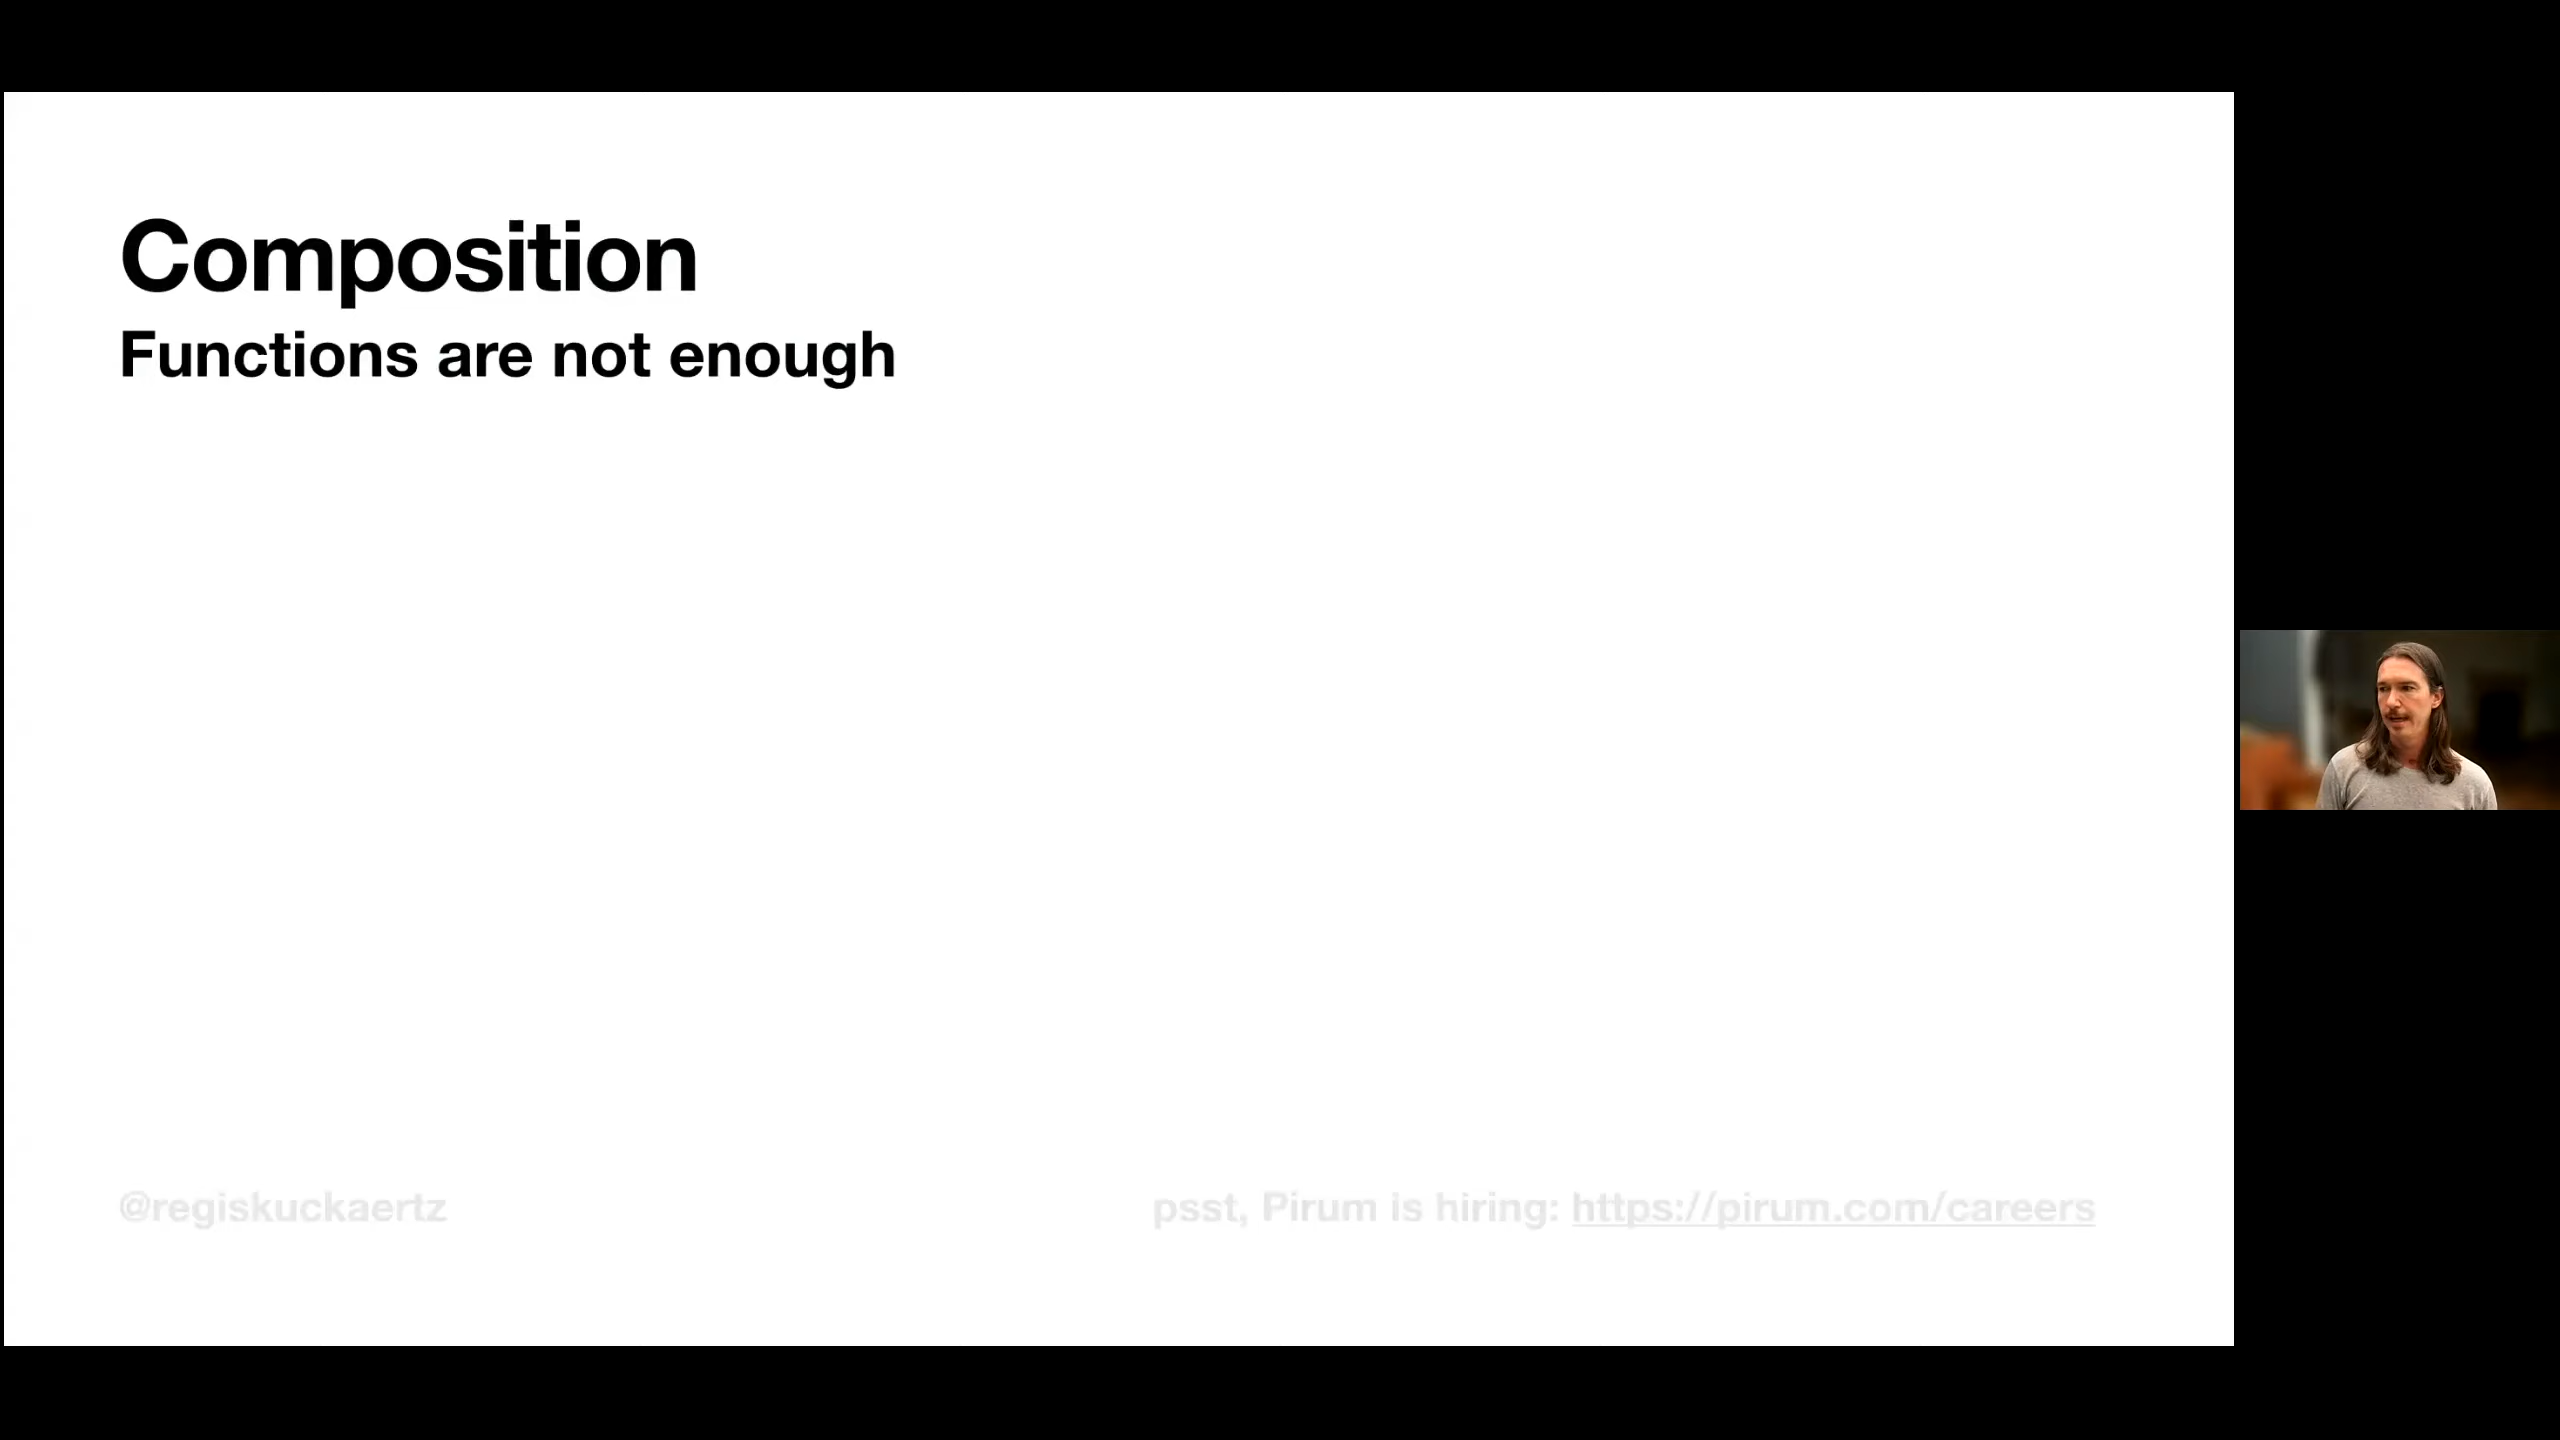 Composition
Functions are not enough
@regiskuckaertz
psst, Pirum is hiring: https://pirum.com/careers